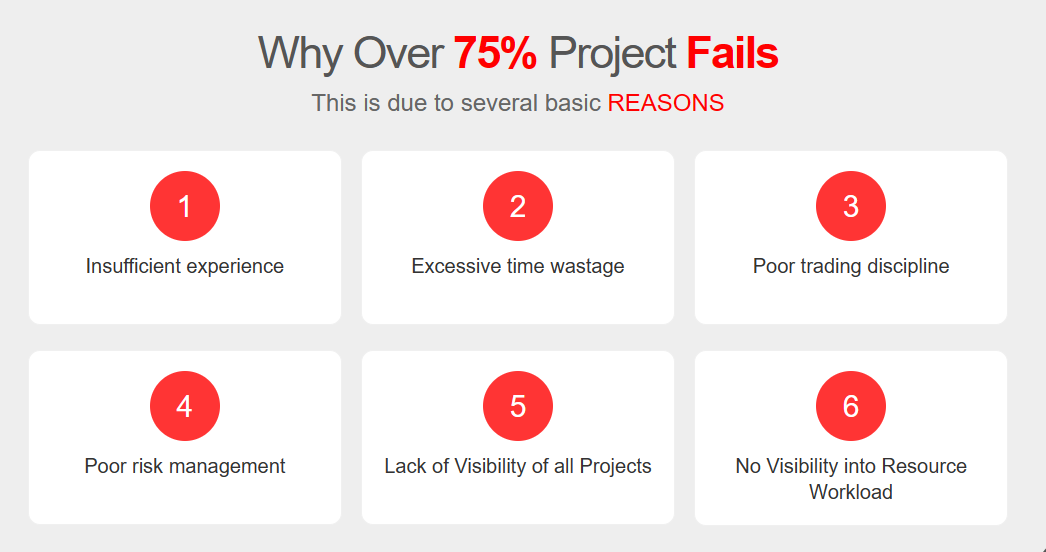 Why Over 75% Project Fails
This is due to several basic REASONS
1
Insufficient experience
2
Excessive time wastage
3
Poor trading discipline
4
Poor risk management
5
Lack of Visibility of all Projects
6
No Visibility into Resource
Workload